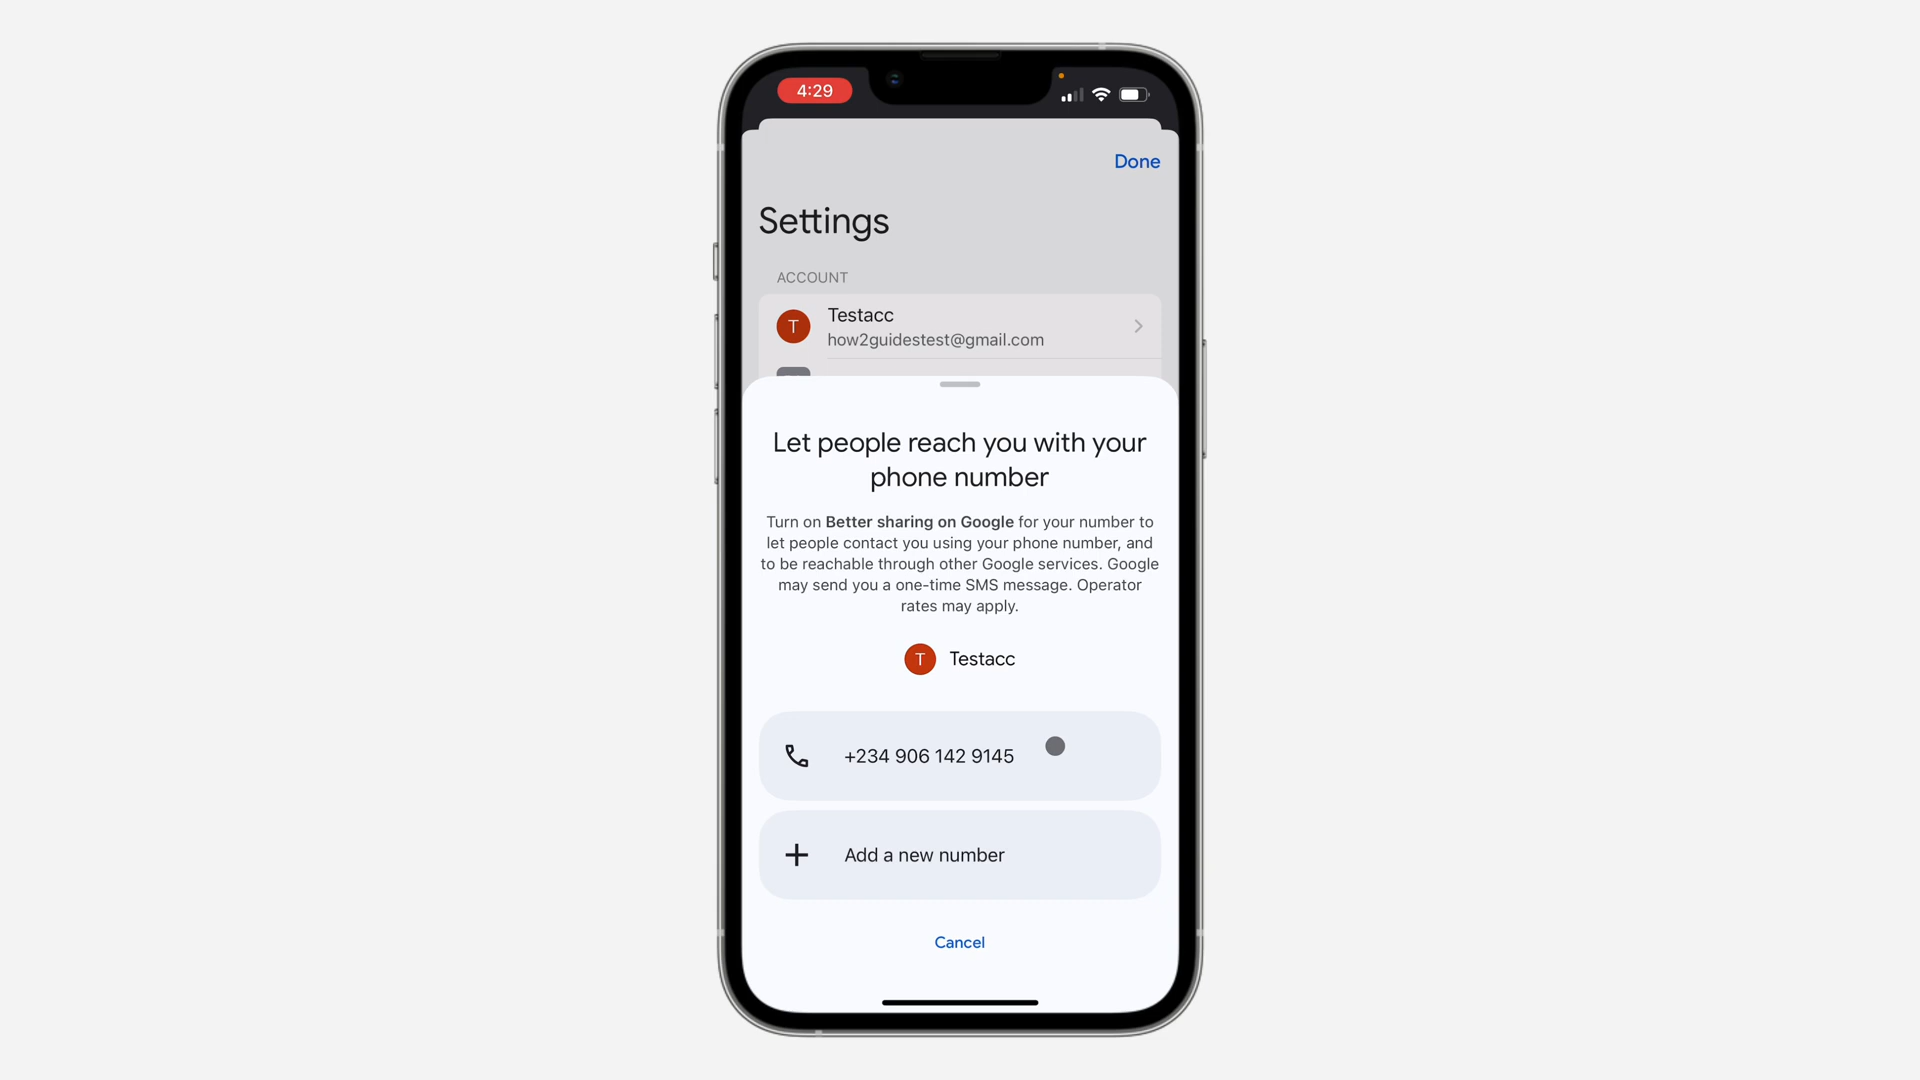 4:29
Done
Settings
ACCOUNT
T
Testacc
how2guidestest@gmail.com
Let people reach you with your
phone number
Turn on Better sharing on Google for your number to
let people contact you using your phone number, and
to be reachable through other Google services. Google
may send you a one-time SMS message. Operator
rates may apply.
T Testacc
+234 906 142 9145
Add a new number
Cancel